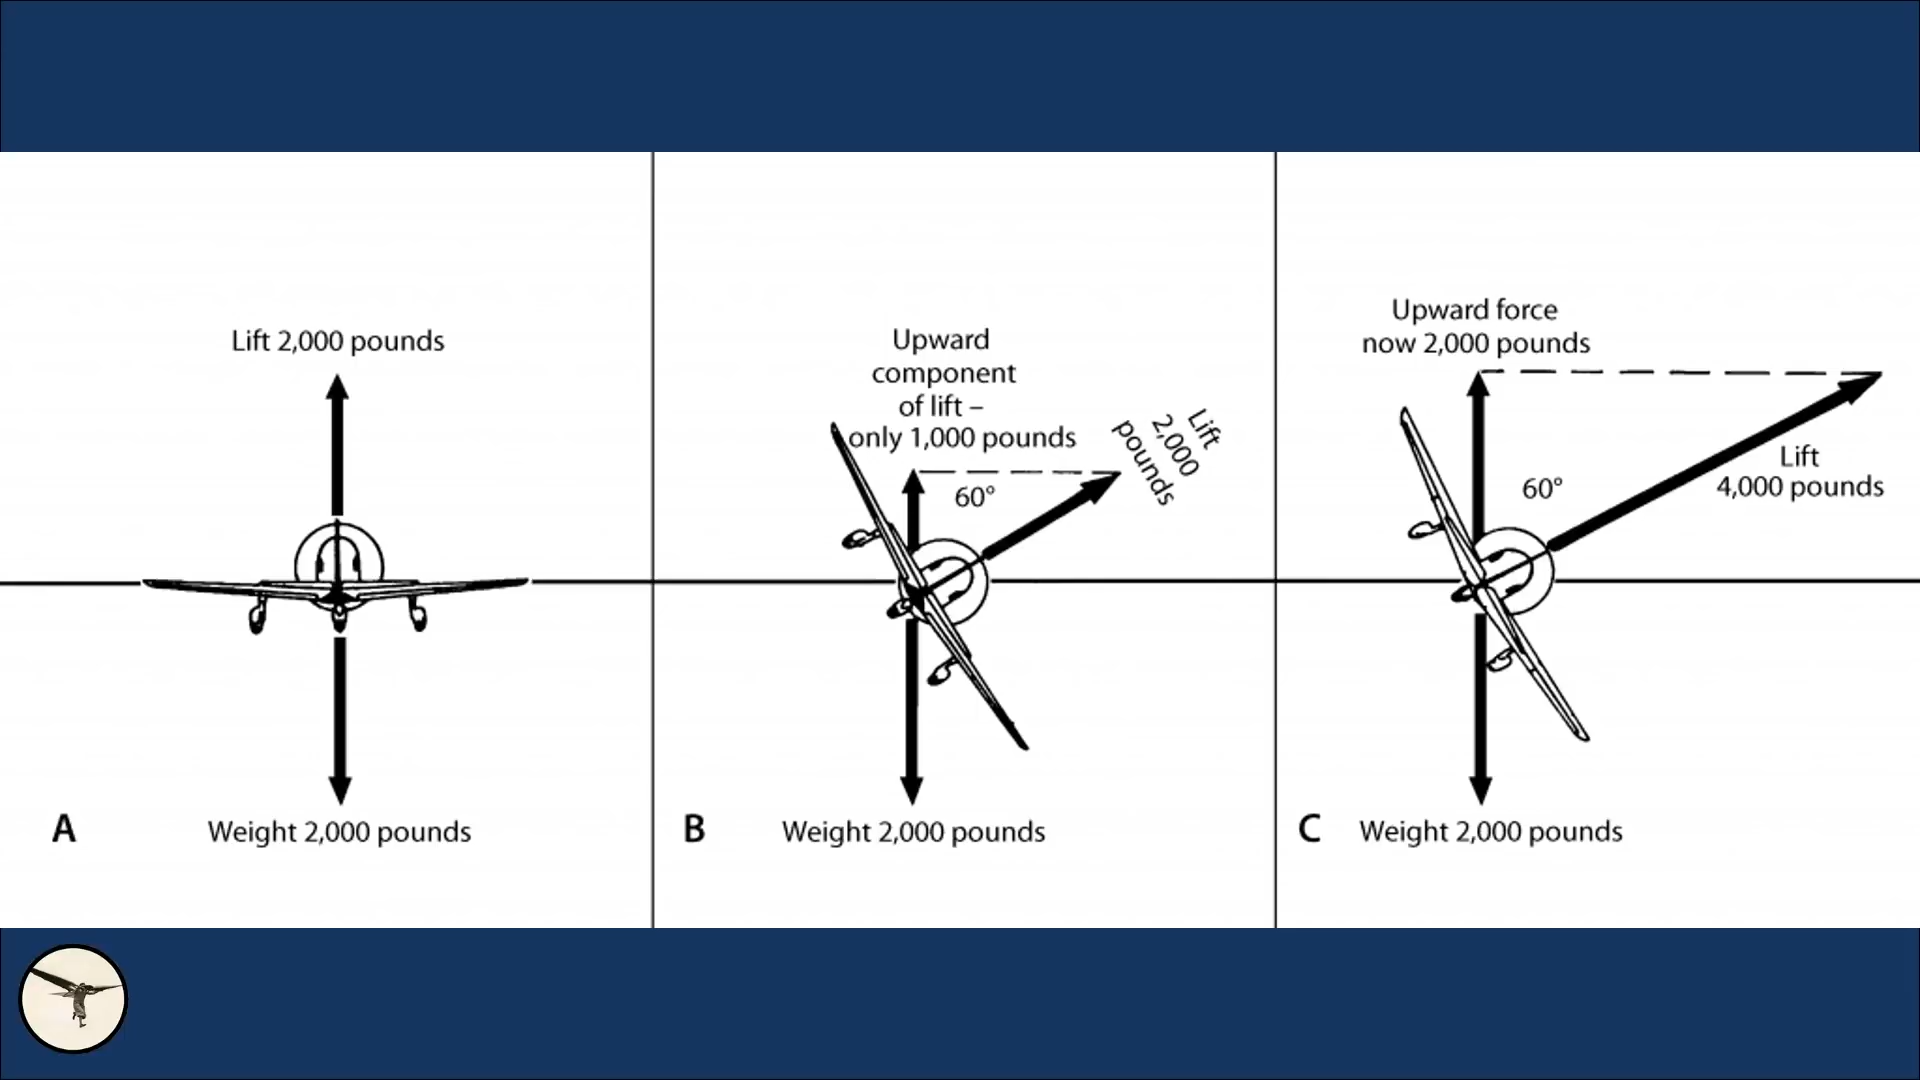 Lift 2,000 pounds
Weight 2,000 pounds
A
Upward
component
of lift –
only 1,000 pounds
60°
Lift
2,000
pounds
Weight 2,000 pounds
B
Upward force
now 2,000 pounds
60°
Lift
4,000 pounds
Weight 2,000 pounds
C